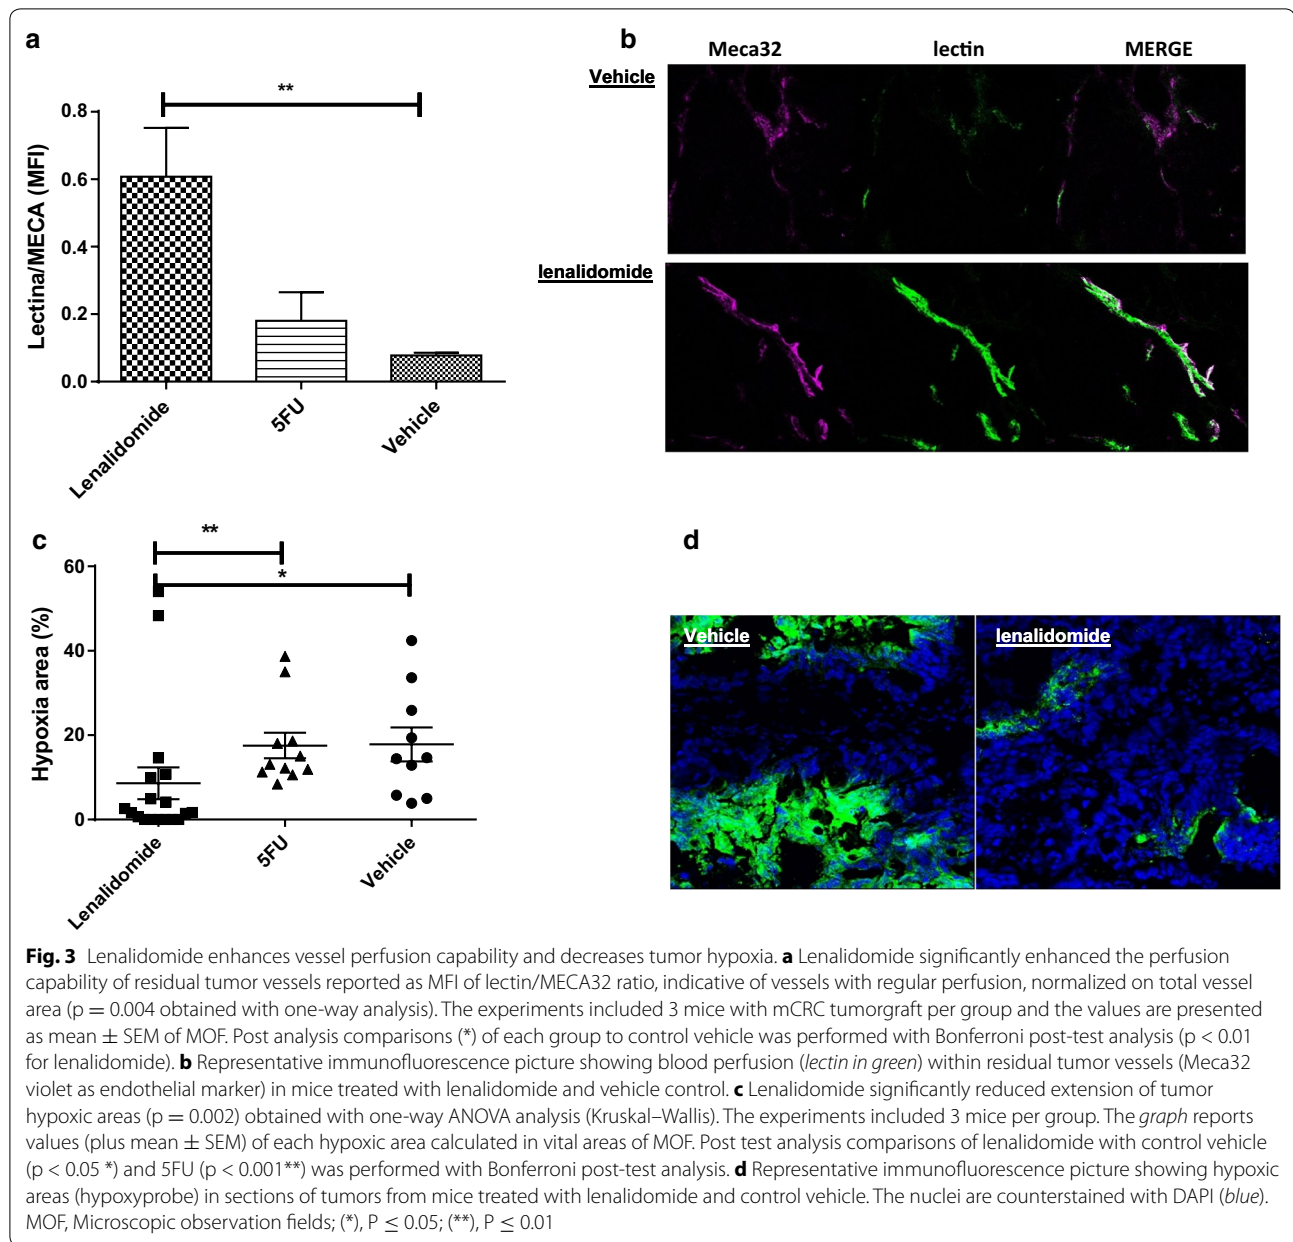 a
**
0.8
0.6
0.4
0.2
0.0
Lectina/MECA (MFI)
Lenalidomide
5FU
Vehicle
b
Meca32 lectin MERGE
Vehicle
lenalidomide
c
**
*
60
40
20
0
Hypoxia area (%)
Lenalidomide
5FU
Vehicle
d
Vehicle
lenalidomide
Fig. 3 Lenalidomide enhances vessel perfusion capability and decreases tumor hypoxia. a Lenalidomide significantly enhanced the perfusion
capability of residual tumor vessels reported as MFI of lectin/MECA32 ratio, indicative of vessels with regular perfusion, normalized on total vessel
area (p = 0.004 obtained with one-way analysis). The experiments included 3 mice with mCRC tumorgraft per group and the values are presented
as mean ± SEM of MOF. Post analysis comparisons (*) of each group to control vehicle was performed with Bonferroni post-test analysis (p < 0.01
for lenalidomide). b Representative immunofluorescence picture showing blood perfusion (lectin in green) within residual tumor vessels (Meca32
violet as endothelial marker) in mice treated with lenalidomide and vehicle control. c Lenalidomide significantly reduced extension of tumor
hypoxic areas (p = 0.002) obtained with one-way ANOVA analysis (Kruskal–Wallis). The experiments included 3 mice per group. The graph reports
values (plus mean ± SEM) of each hypoxic area calculated in vital areas of MOF. Post test analysis comparisons of lenalidomide with control vehicle
(p < 0.05 *) and 5FU (p < 0.001**) was performed with Bonferroni post-test analysis. d Representative immunofluorescence picture showing hypoxic
areas (hypoxyprobe) in sections of tumors from mice treated with lenalidomide and control vehicle. The nuclei are counterstained with DAPI (blue).
MOF, Microscopic observation fields; (*), P ≤ 0.05; (**), P ≤ 0.01